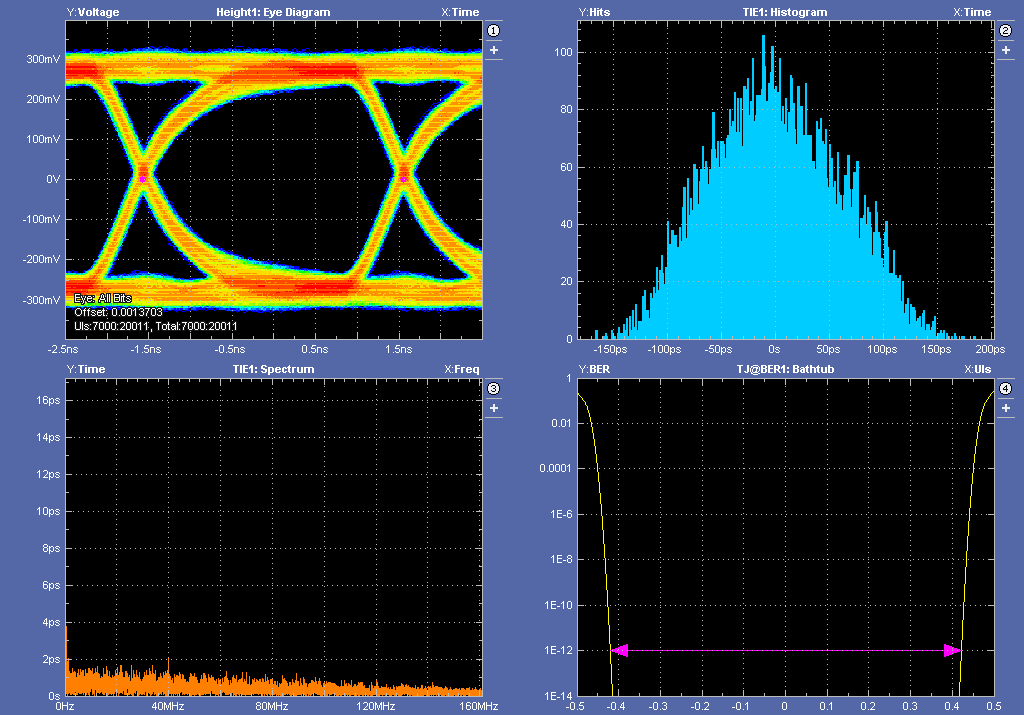 Y:Voltage Height1: Eye Diagram X:Time
1
+
300mV
200mV
100mV
0V
-100mV
-200mV
-300mV
Eye: All Bits
Offset: 0.0013703
UIs:7000:20011, Total:7000:20011
-2.5ns -1.5ns -0.5ns 0.5ns 1.5ns
Y:Hits TIE1: Histogram X:Time
2
+
100
80
60
40
20
0
-150ps -100ps -50ps 0s 50ps 100ps 150ps 200ps
Y:Time TIE1: Spectrum X:Freq
3
+
16ps
14ps
12ps
10ps
8ps
6ps
4ps
2ps
0s
0Hz 40MHz 80MHz 120MHz 160MHz
Y:BER TJ@BER1: Bathtub X:UIs
4
+
1
0.01
0.0001
1E-6
1E-8
1E-10
1E-12
1E-14
-0.5 -0.4 -0.3 -0.2 -0.1 0 0.1 0.2 0.3 0.4 0.5